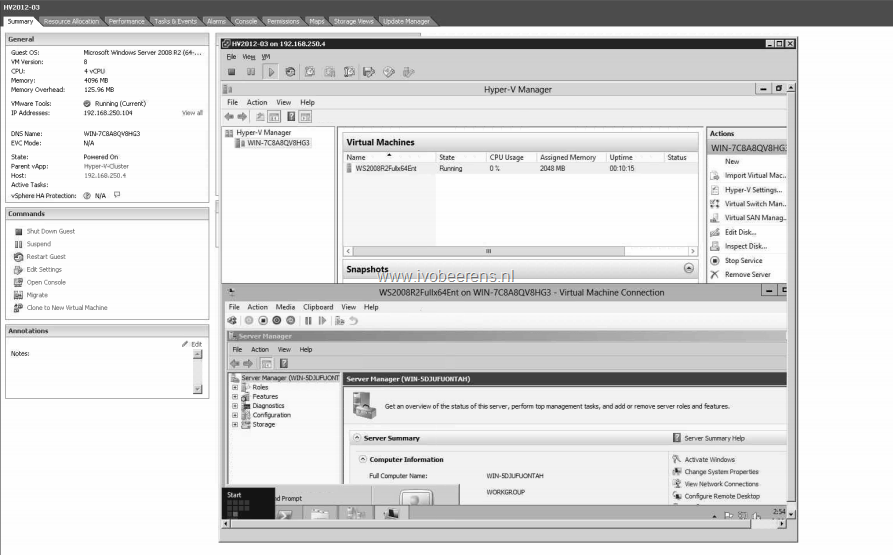 HV2012-03
Summary Resource Allocation Performance Tasks & Events Alarms Console Permissions Maps Storage Views Update Manager
General
Guest OS: Microsoft Windows Server 2008 R2 (64-...
VM Version: 8
CPU: 4 vCPU
Memory: 4096 MB
Memory Overhead: 125.96 MB
VMware Tools: Running (Current)
IP Addresses: 192.168.250.104 View all
DNS Name: WIN-7C8A8QV8HG3
EVC Mode: N/A
State: Powered On
Parent vApp: Hyper-V-Cluster
Host: 192.168.250.4
Active Tasks:
vSphere HA Protection: N/A
Commands
Shut Down Guest
Suspend
Restart Guest
Edit Settings
Open Console
Migrate
Clone to New Virtual Machine
Annotations
Edit
Notes:
HV2012-03 on 192.168.250.4
File View VM
Hyper-V Manager
File Action View Help
Hyper-V Manager
WIN-7C8A8QV8HG3
Virtual Machines
Name State CPU Usage Assigned Memory Uptime Status
WS2008R2Fullx64Ent Running 0 % 2048 MB 00:10:15
Snapshots
Actions
WIN-7C8A8QV8HG3
New
Import Virtual Mac...
Hyper-V Settings...
Virtual Switch Man...
Virtual SAN Manag...
Edit Disk...
Inspect Disk...
Stop Service
Remove Server
www.ivobeerens.nl
WS2008R2Fullx64Ent on WIN-7C8A8QV8HG3 - Virtual Machine Connection
File Action Media Clipboard View Help
Server Manager
File Action View Help
Server Manager (WIN-5D3UFUONT
Roles
Features
Diagnostics
Configuration
Storage
Server Manager (WIN-5D3UFUONTAH)
Get an overview of the status of this server, perform top management tasks, and add or remove server roles and features.
Server Summary
Server Summary Help
Computer Information
Full Computer Name: WIN-5D3UFUONTAH
WORKGROUP
Activate Windows
Change System Properties
View Network Connections
Configure Remote Desktop
Start
nd Prompt
2:54